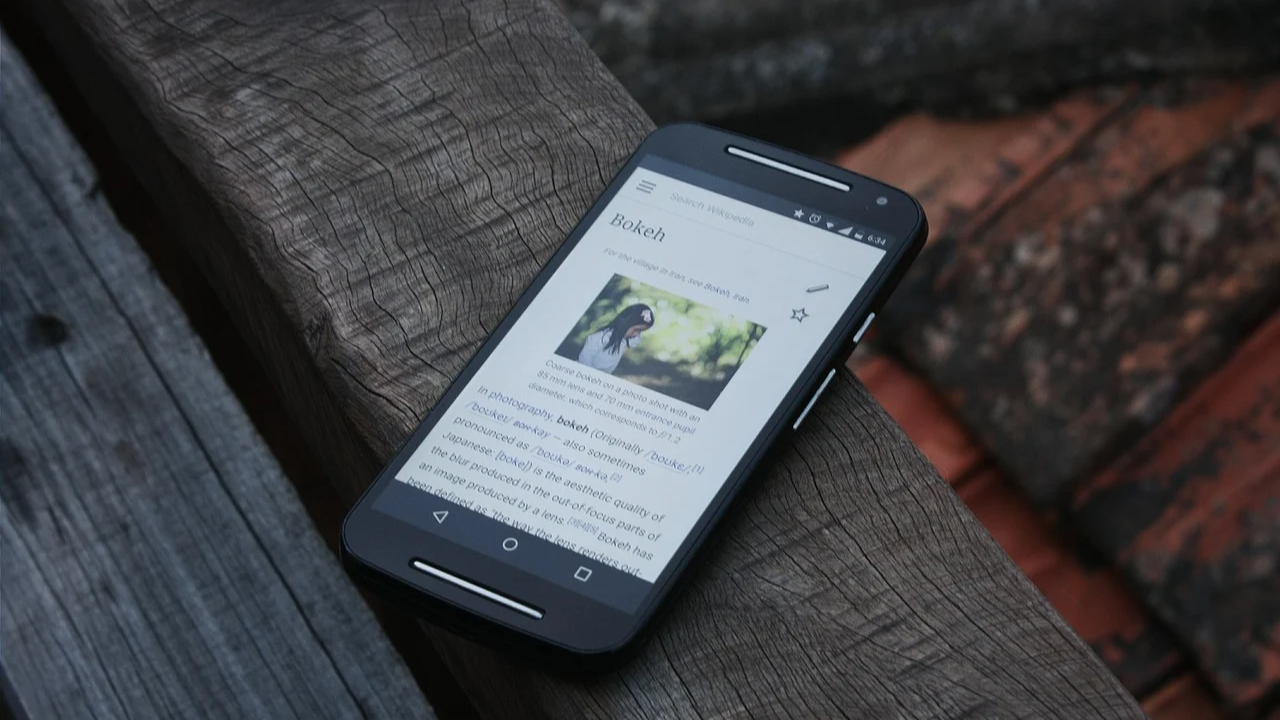 6:34
Search Wikipedia
Bokeh
For the village in Iran, see Bokeh, Iran.
Coarse bokeh on a photo shot with an
85 mm lens and 70 mm entrance pupil
diameter, which corresponds to f/1.2
In photography, bokeh (Originally /ˈboʊkɛ/,[1]
/ˈboʊkeɪ/ BOH-kay — also sometimes
pronounced as /ˈboʊkə/ BOH-kə,[2]
Japanese: [boke]) is the aesthetic quality of
the blur produced in the out-of-focus parts of
an image produced by a lens.[3][4][5] Bokeh has
been defined as "the way the lens renders out-